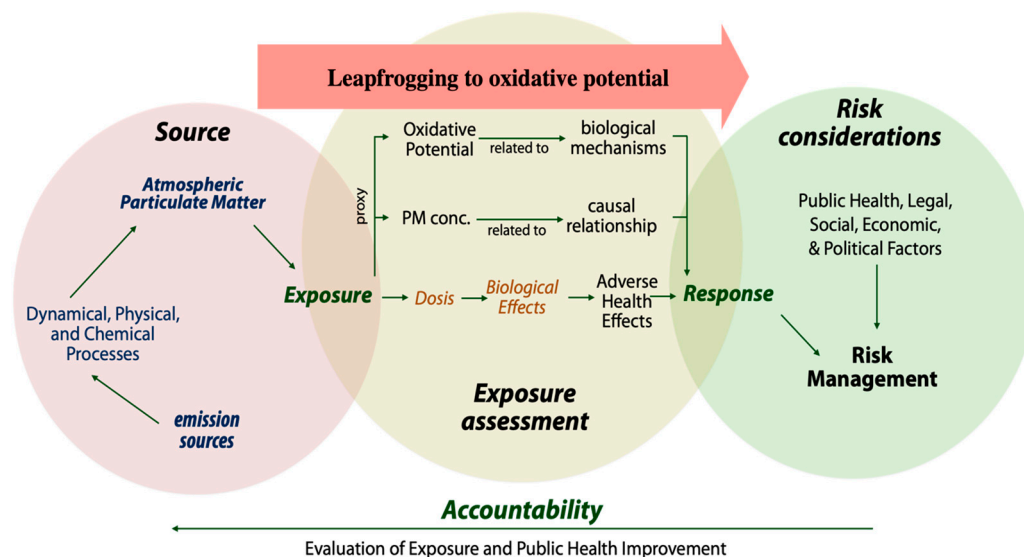 Leapfrogging to oxidative potential
Source
Atmospheric
Particulate Matter
Dynamical, Physical,
and Chemical
Processes
emission
sources
Exposure
proxy
Oxidative
Potential
related to
biological
mechanisms
PM conc.
related to
causal
relationship
Dosis
Biological
Effects
Adverse
Health
Effects
Response
Exposure
assessment
Risk
considerations
Public Health, Legal,
Social, Economic,
& Political Factors
Risk
Management
Accountability
Evaluation of Exposure and Public Health Improvement